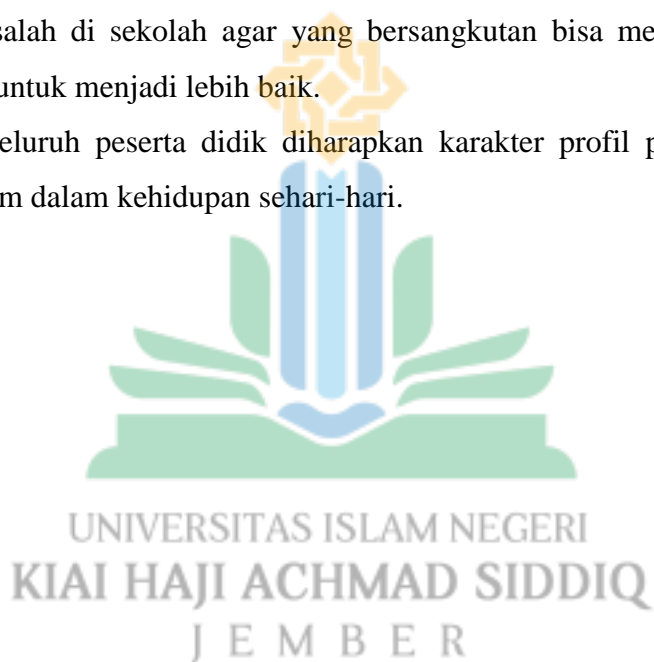 salah di sekolah agar yang bersangkutan bisa me
untuk menjadi lebih baik.
eluruh peserta didik diharapkan karakter profil p
m dalam kehidupan sehari-hari.
UNIVERSITAS ISLAM NEGERI
KIAI HAJI ACHMAD SIDDIQ
JEMBER